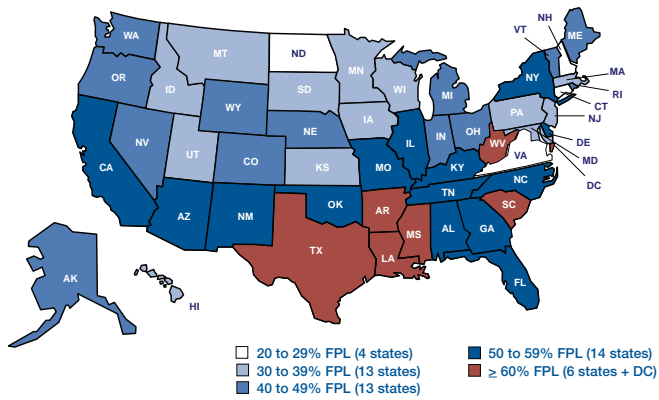 NH
VT
ME
WA
MT
ND
MN
OR
ID
SD
WI
MI
NY
MA
RI
CT
WY
IA
PA
NJ
NE
NV
UT
CO
IL
IN
OH
WV
DE
MD
VA
DC
CA
KS
MO
KY
NC
TN
AZ
NM
OK
AR
SC
MS
AL
GA
TX
LA
FL
AK
HI
20 to 29% FPL (4 states)
30 to 39% FPL (13 states)
40 to 49% FPL (13 states)
50 to 59% FPL (14 states)
≥ 60% FPL (6 states + DC)